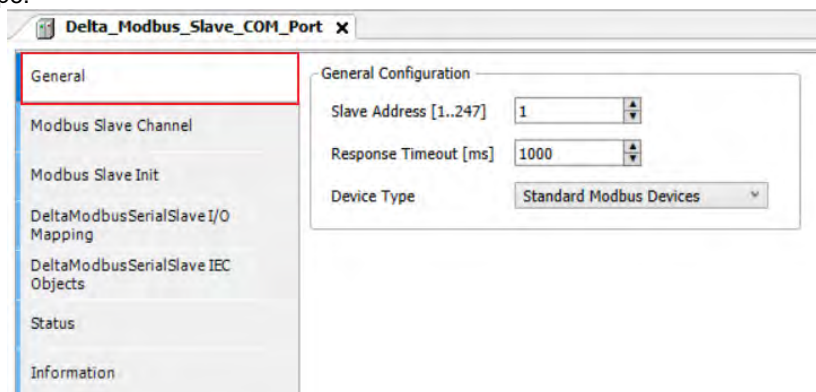 Delta_Modbus_Slave_COM_Port X
General
Modbus Slave Channel
Modbus Slave Init
DeltaModbusSerialSlave I/O
Mapping
DeltaModbusSerialSlave IEC
Objects
Status
Information
General Configuration
Slave Address [1..247] 1
Response Timeout [ms] 1000
Device Type Standard Modbus Devices